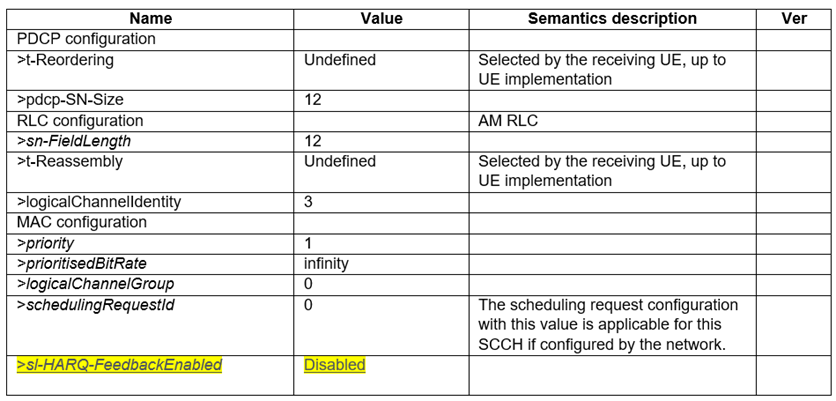 Name Value Semantics description Ver
PDCP configuration
>t-Reordering Undefined Selected by the receiving UE, up to
UE implementation
>pdcp-SN-Size 12
RLC configuration AM RLC
>sn-FieldLength 12
>t-Reassembly Undefined Selected by the receiving UE, up to
UE implementation
>logicalChannelIdentity 3
MAC configuration
>priority 1
>prioritisedBitRate infinity
>logicalChannelGroup 0
>schedulingRequestId 0 The scheduling request configuration
with this value is applicable for this
SCCH if configured by the network.
>sl-HARQ-FeedbackEnabled Disabled